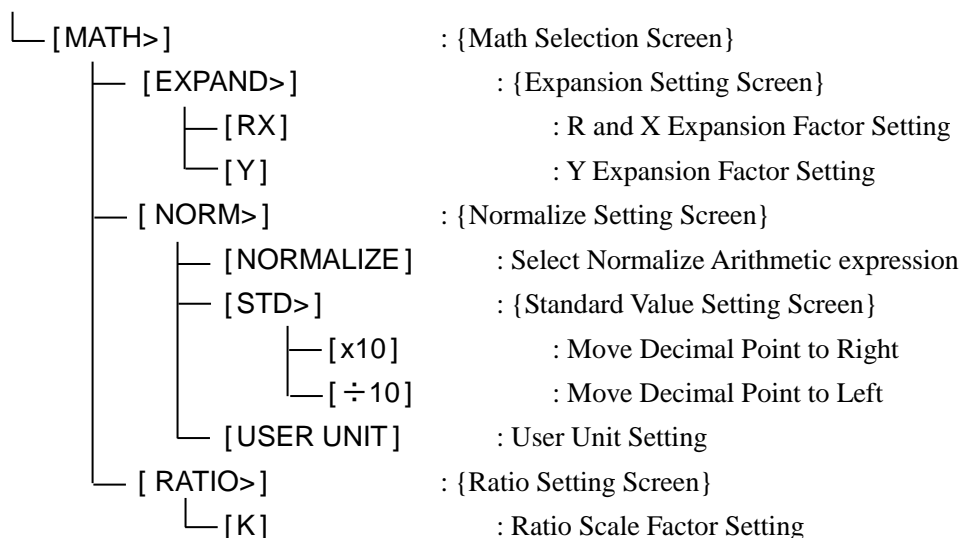 [MATH>] : {Math Selection Screen}
[EXPAND>] : {Expansion Setting Screen}
[RX] : R and X Expansion Factor Setting
[Y] : Y Expansion Factor Setting
[ NORM>] : {Normalize Setting Screen}
[NORMALIZE] : Select Normalize Arithmetic expression
[STD>] : {Standard Value Setting Screen}
[x10] : Move Decimal Point to Right
[÷10] : Move Decimal Point to Left
[USER UNIT] : User Unit Setting
[ RATIO>] : {Ratio Setting Screen}
[K] : Ratio Scale Factor Setting